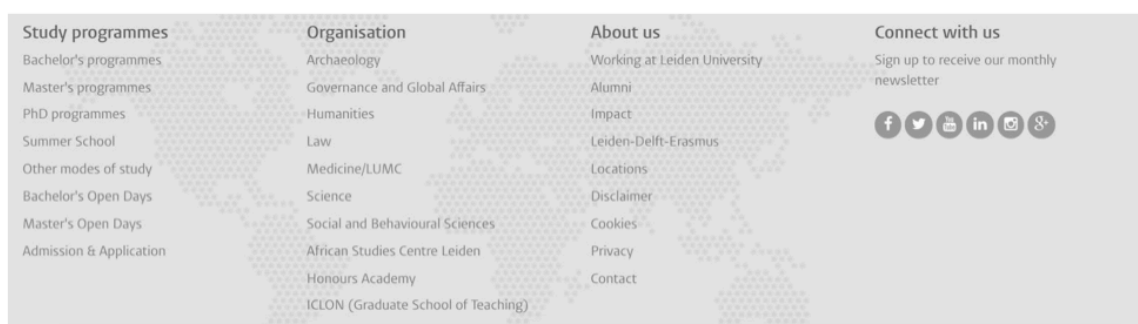 Study programmes
Bachelor's programmes
Master's programmes
PhD programmes
Summer School
Other modes of study
Bachelor's Open Days
Master's Open Days
Admission & Application
Organisation
Archaeology
Governance and Global Affairs
Humanities
Law
Medicine/LUMC
Science
Social and Behavioural Sciences
African Studies Centre Leiden
Honours Academy
ICLON (Graduate School of Teaching)
About us
Working at Leiden University
Alumni
Impact
Leiden-Delft-Erasmus
Locations
Disclaimer
Cookies
Privacy
Contact
Connect with us
Sign up to receive our monthly
newsletter